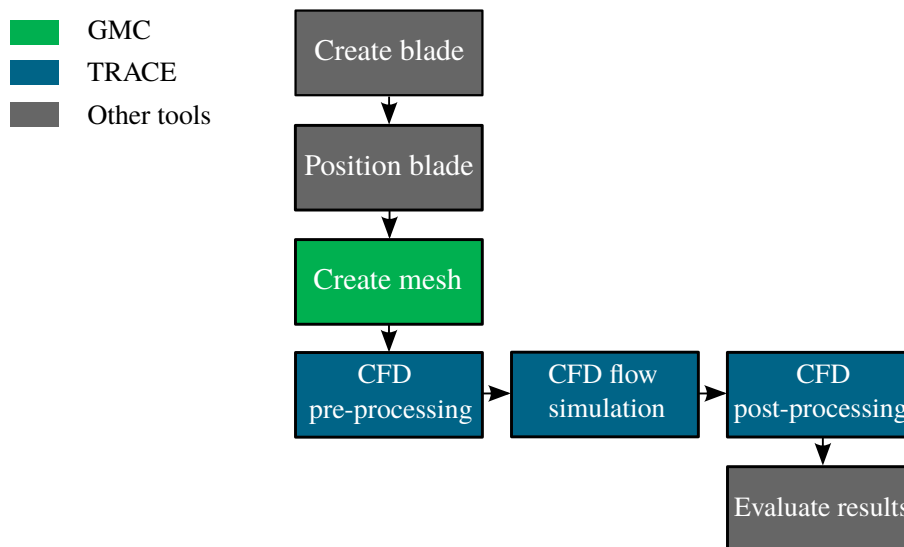 GMC
TRACE
Other tools
Create blade
Position blade
Create mesh
CFD
pre-processing
CFD flow
simulation
CFD
post-processing
Evaluate results